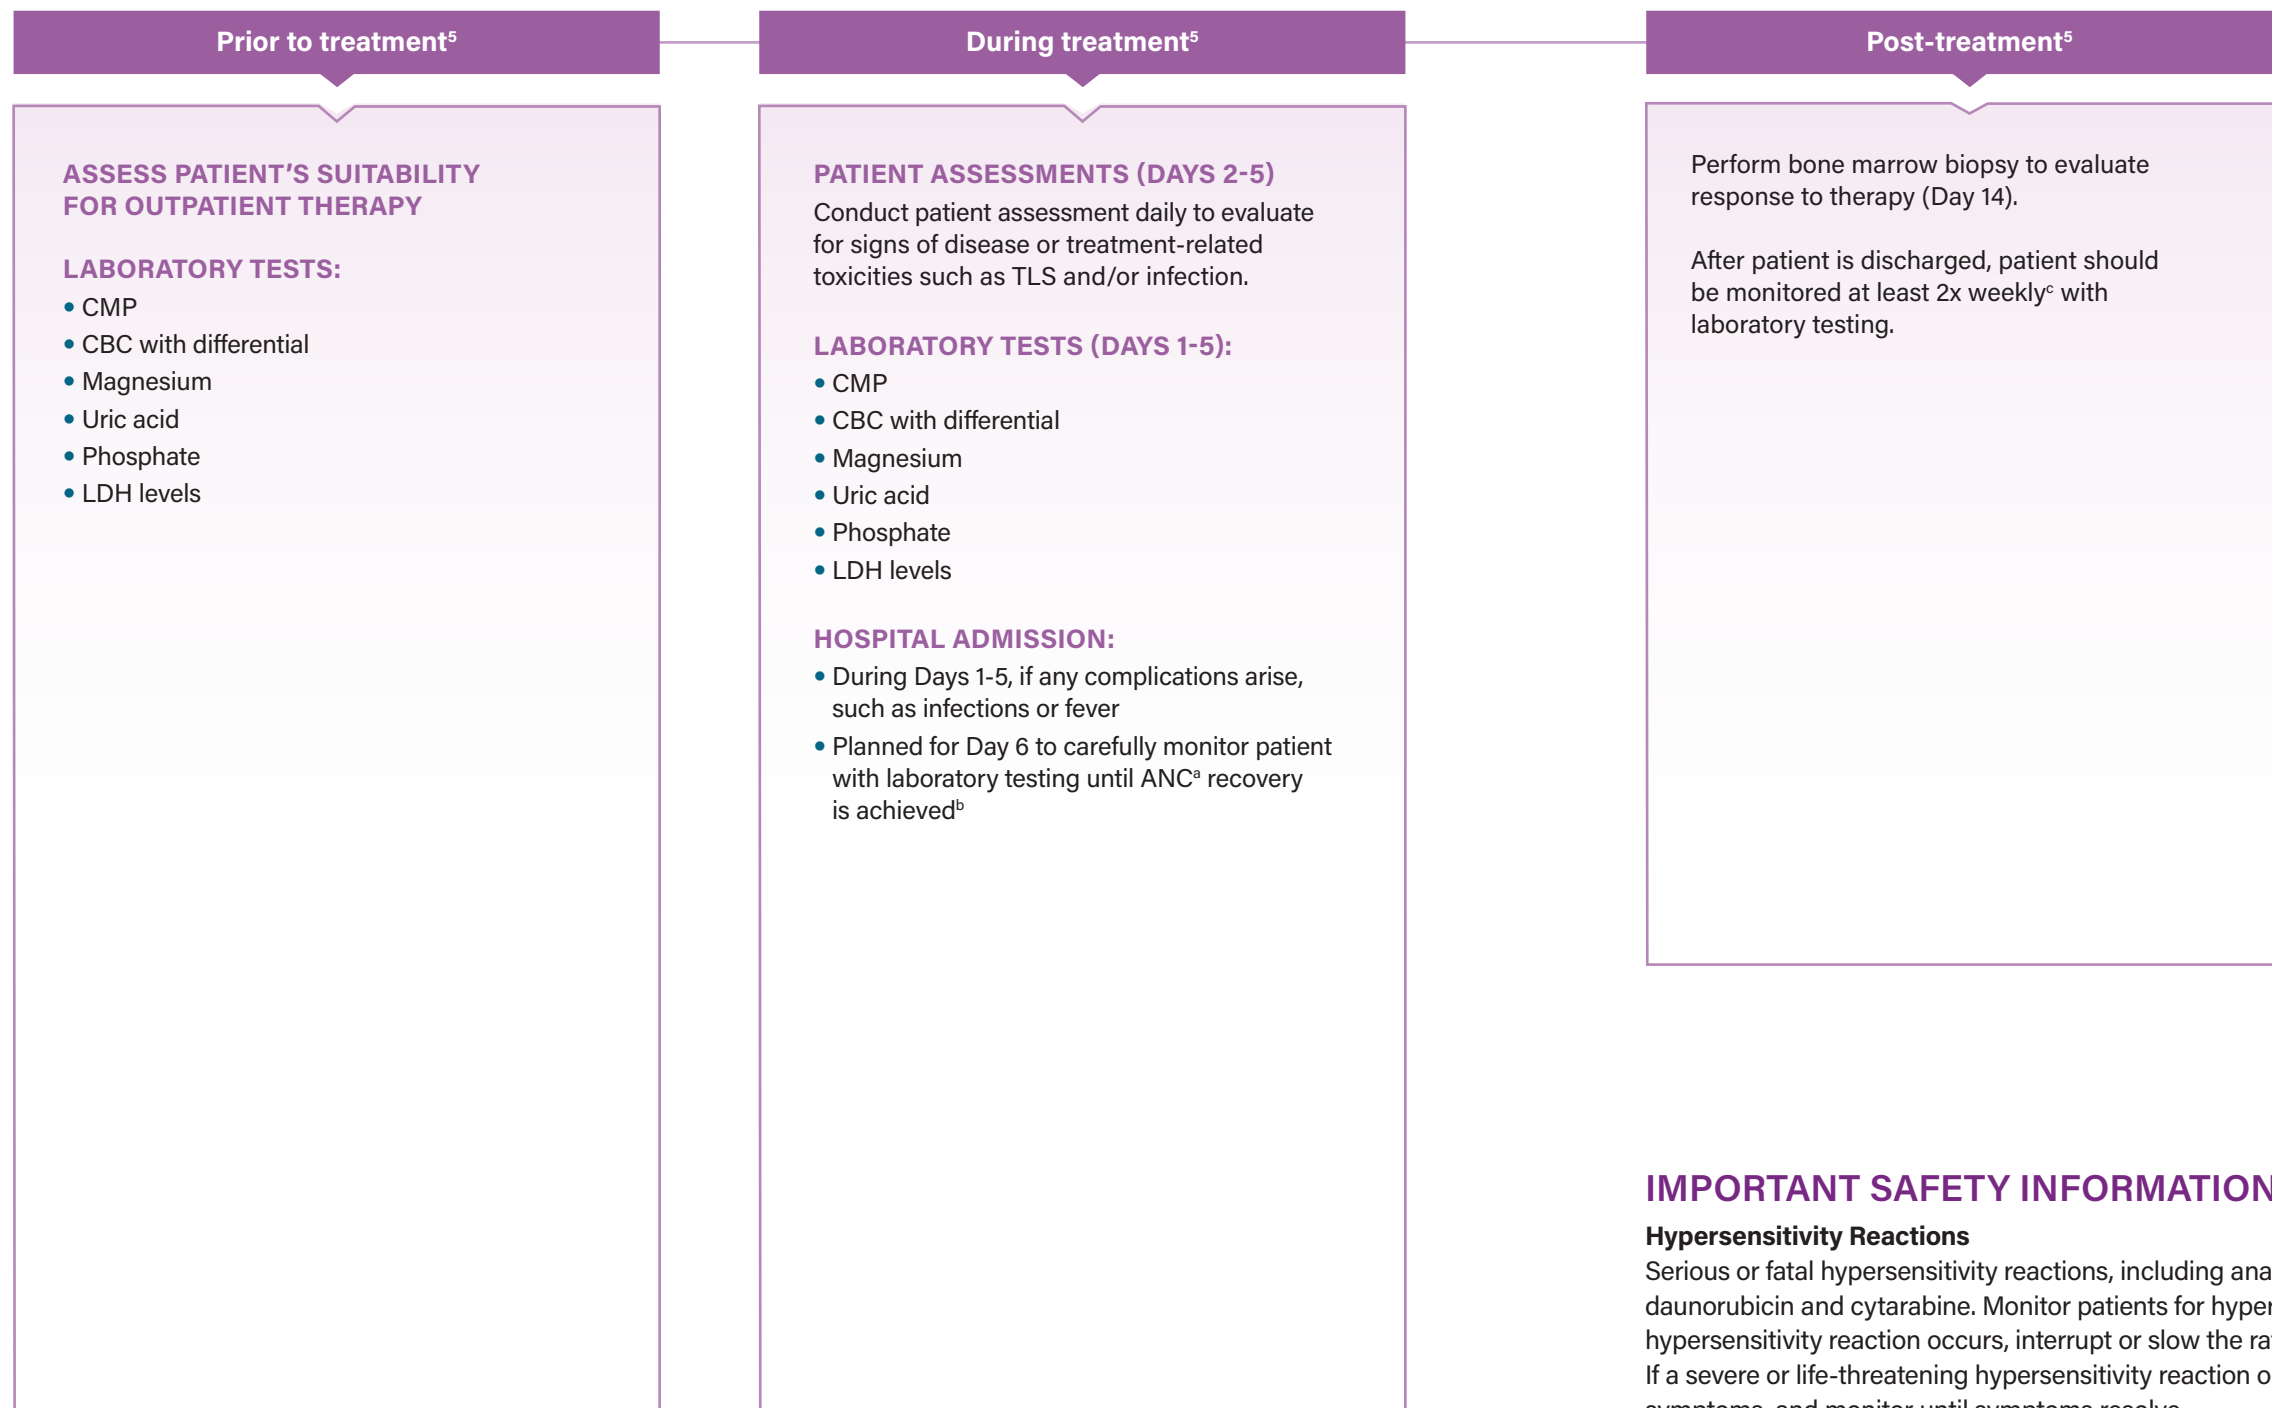 Prior to treatment⁵
ASSESS PATIENT’S SUITABILITY
FOR OUTPATIENT THERAPY
LABORATORY TESTS:
• CMP
• CBC with differential
• Magnesium
• Uric acid
• Phosphate
• LDH levels
During treatment⁵
PATIENT ASSESSMENTS (DAYS 2-5)
Conduct patient assessment daily to evaluate
for signs of disease or treatment-related
toxicities such as TLS and/or infection.
LABORATORY TESTS (DAYS 1-5):
• CMP
• CBC with differential
• Magnesium
• Uric acid
• Phosphate
• LDH levels
HOSPITAL ADMISSION:
• During Days 1-5, if any complications arise,
such as infections or fever
• Planned for Day 6 to carefully monitor patient
with laboratory testing until ANCᵃ recovery
is achievedᵇ
Post-treatment⁵
Perform bone marrow biopsy to evaluate
response to therapy (Day 14).
After patient is discharged, patient should
be monitored at least 2x weeklyᶜ with
laboratory testing.
IMPORTANT SAFETY INFORMATION
Hypersensitivity Reactions
Serious or fatal hypersensitivity reactions, including
daunorubicin and cytarabine. Monitor patients for
hypersensitivity reaction occurs, interrupt or slow the
If a severe or life-threatening hypersensitivity reaction
symptoms, and monitor until symptoms resolve.